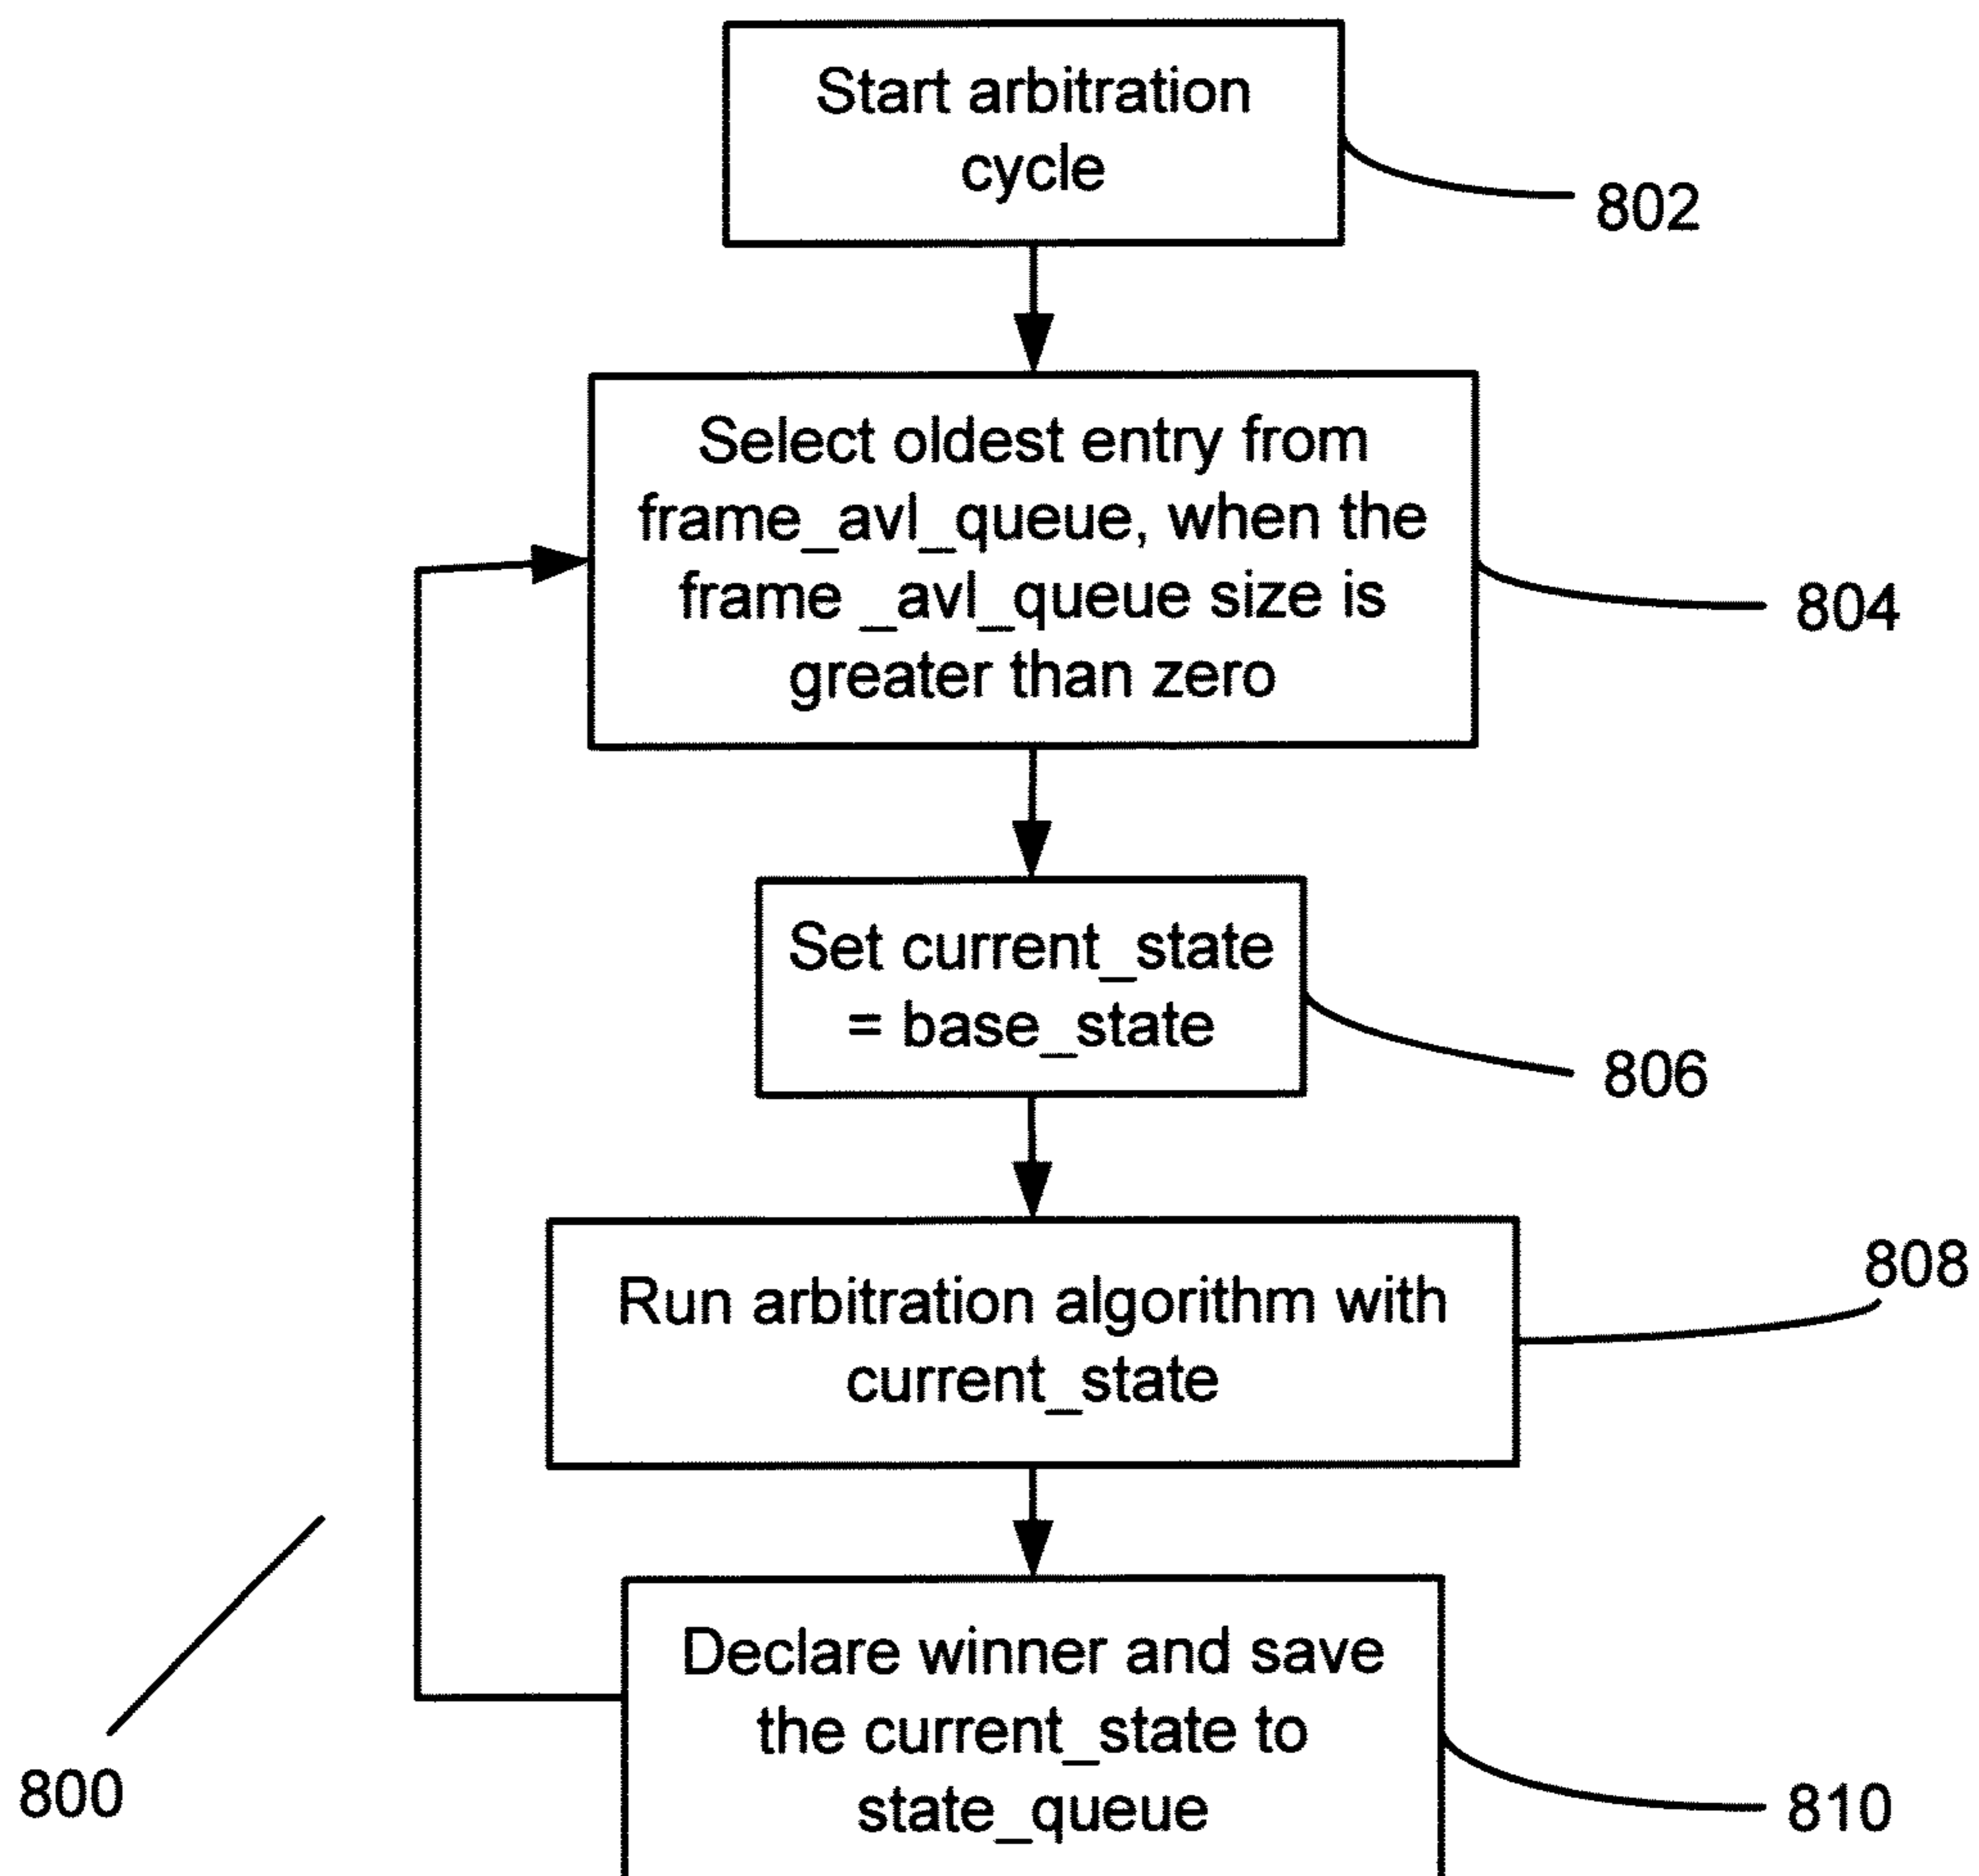 Start arbitration
cycle
802
Select oldest entry from
frame_avl_queue, when the
frame _avl_queue size is
greater than zero
804
Set current_state
= base_state
806
Run arbitration algorithm with
current_state
808
Declare winner and save
the current_state to
state_queue
810
800